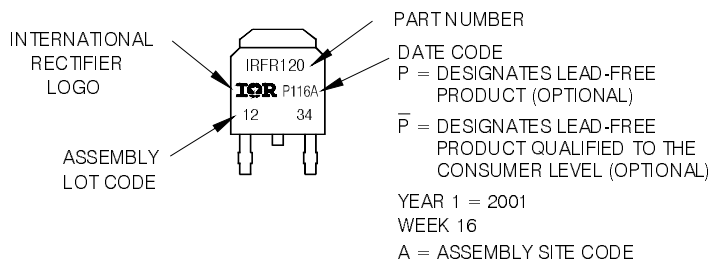 INTERNATIONAL
RECTIFIER
LOGO
ASSEMBLY
LOT CODE
IRFR120
IOR P116A
12 34
PART NUMBER
DATE CODE
P = DESIGNATES LEAD-FREE
PRODUCT (OPTIONAL)
P̅ = DESIGNATES LEAD-FREE
PRODUCT QUALIFIED TO THE
CONSUMER LEVEL (OPTIONAL)
YEAR 1 = 2001
WEEK 16
A = ASSEMBLY SITE CODE